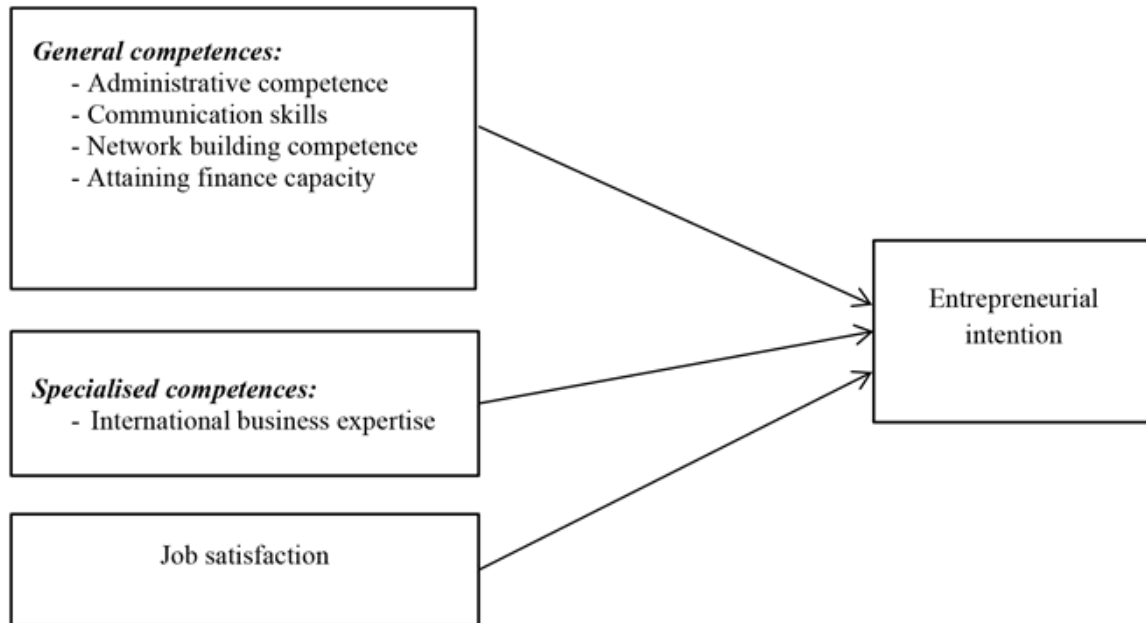 General competences:
- Administrative competence
- Communication skills
- Network building competence
- Attaining finance capacity
Specialised competences:
- International business expertise
Job satisfaction
Entrepreneurial
intention